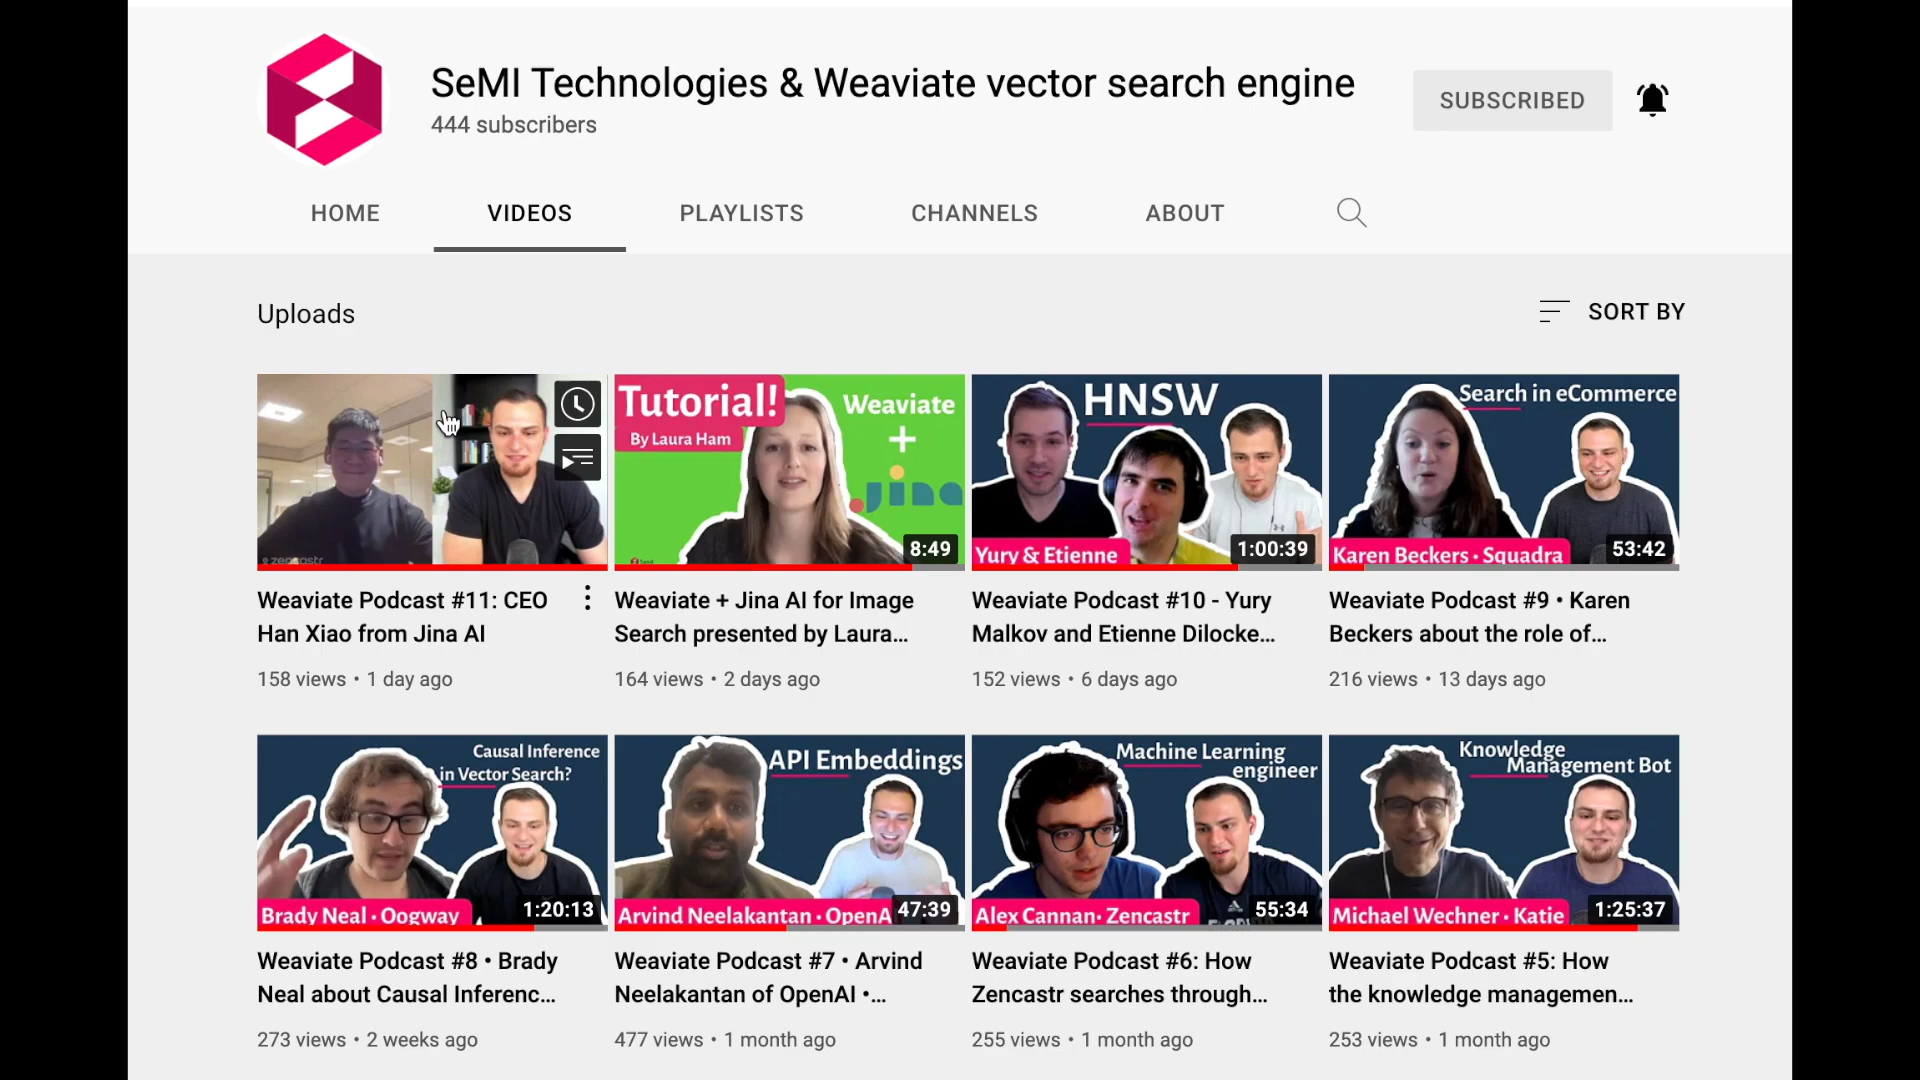 SeMI Technologies & Weaviate vector search engine
444 subscribers
SUBSCRIBED
HOME
VIDEOS
PLAYLISTS
CHANNELS
ABOUT
Uploads
SORT BY
zencastr
Weaviate Podcast #11: CEO
Han Xiao from Jina AI
158 views • 1 day ago
Tutorial!
By Laura Ham
Weaviate
+
jina
8:49
Weaviate + Jina AI for Image
Search presented by Laura...
164 views • 2 days ago
HNSW
Yury & Etienne
1:00:39
Weaviate Podcast #10 - Yury
Malkov and Etienne Dilocke...
152 views • 6 days ago
Search in eCommerce
Karen Beckers • Squadra
53:42
Weaviate Podcast #9 • Karen
Beckers about the role of...
216 views • 13 days ago
Causal Inference
in Vector Search?
Brady Neal • Oogway
1:20:13
Weaviate Podcast #8 • Brady
Neal about Causal Inferenc...
273 views • 2 weeks ago
API Embeddings
Arvind Neelakantan • OpenA
47:39
Weaviate Podcast #7 • Arvind
Neelakantan of OpenAI •...
477 views • 1 month ago
Machine Learning
engineer
Alex Cannan• Zencastr
55:34
Weaviate Podcast #6: How
Zencastr searches through...
255 views • 1 month ago
Knowledge
Management Bot
Michael Wechner • Katie
1:25:37
Weaviate Podcast #5: How
the knowledge managemen...
253 views • 1 month ago